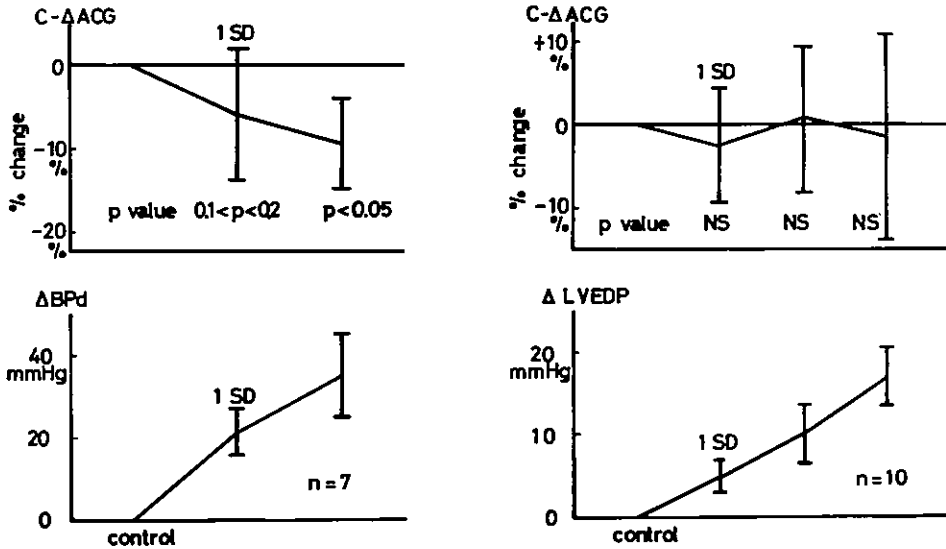 C-ΔACG
1 SD
0
-10
%
-20
%
% change
p value 0.1<p<0.2 p<0.05
C-ΔACG
+10
%
1 SD
0
-10
%
% change
p value NS NS NS
ΔBPd
40
mmHg
1 SD
20
n=7
0
control
Δ LVEDP
20
mmHg
1 SD
10
n=10
0
control